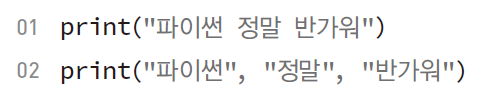 01 print("파이썬 정말 반가워")
02 print("파이썬", "정말", "반가워")